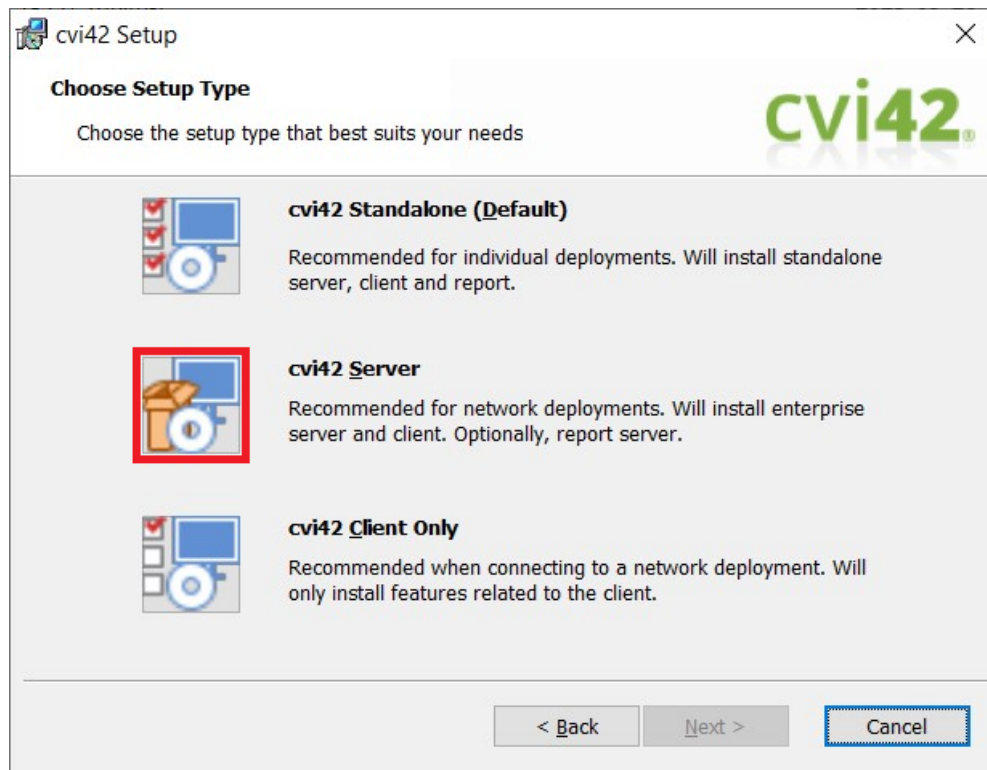 cvi42 Setup
Choose Setup Type
Choose the setup type that best suits your needs
cvi42®
cvi42 Standalone (Default)
Recommended for individual deployments. Will install standalone
server, client and report.
cvi42 Server
Recommended for network deployments. Will install enterprise
server and client. Optionally, report server.
cvi42 Client Only
Recommended when connecting to a network deployment. Will
only install features related to the client.
< Back
Next >
Cancel